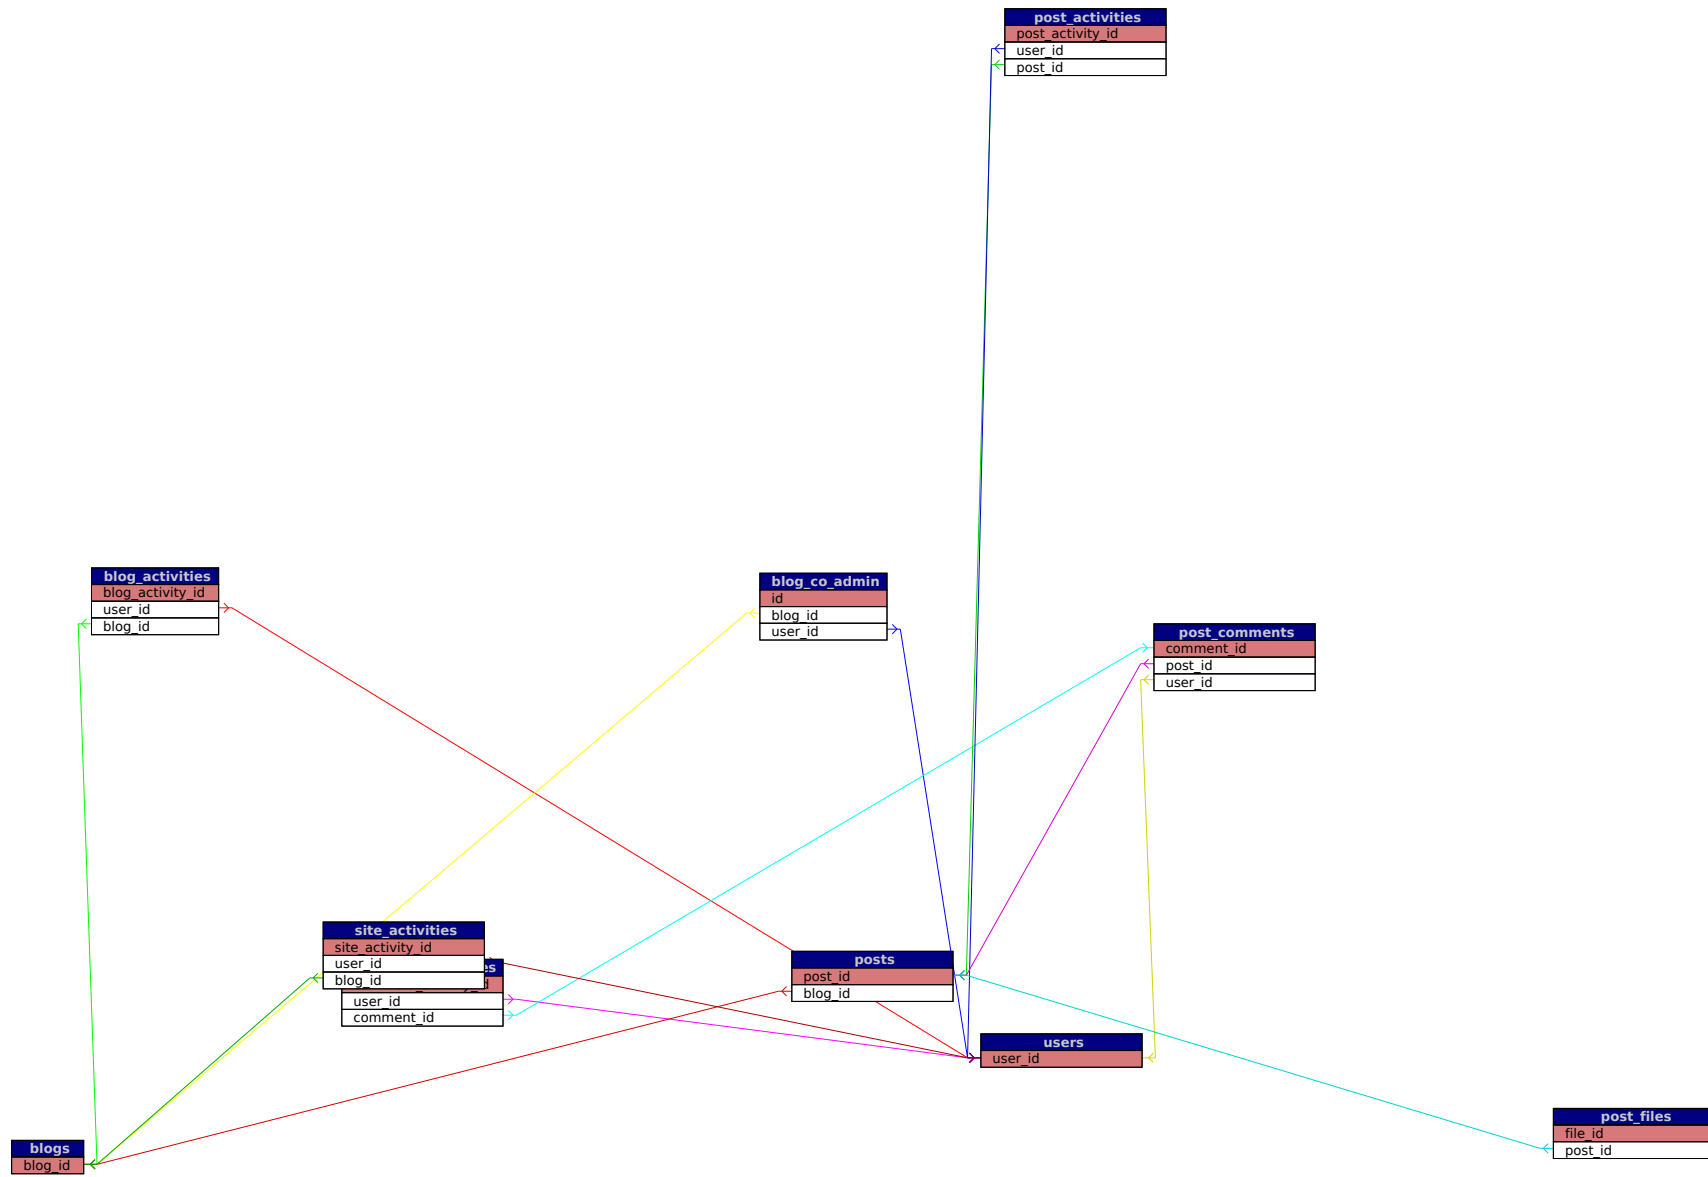 post_activities
post_activity_id
user_id
post_id
blog_activities
blog_activity_id
user_id
blog_id
blog_co_admin
id
blog_id
user_id
post_comments
comment_id
post_id
user_id
site_activities
site_activity_id
user_id
blog_id
es
user_id
comment_id
posts
post_id
blog_id
users
user_id
post_files
file_id
post_id
blogs
blog_id